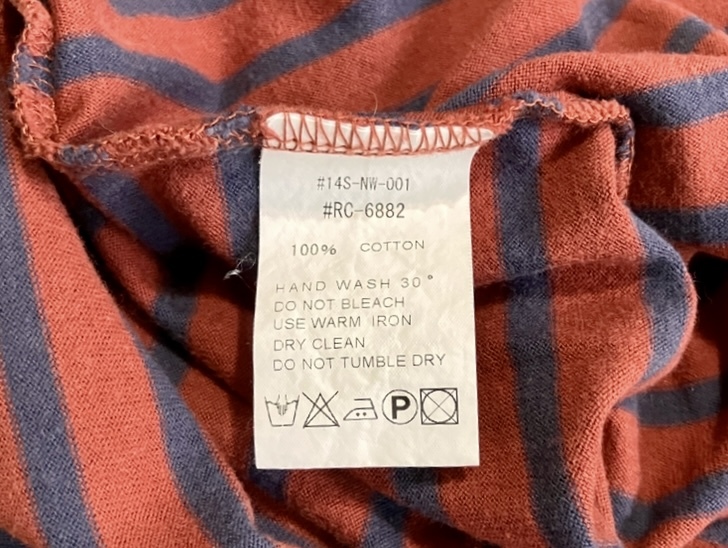 #14S-NW-001
#RC-6882
100% COTTON
HAND WASH 30°
DO NOT BLEACH
USE WARM IRON
DRY CLEAN
DO NOT TUMBLE DRY
P